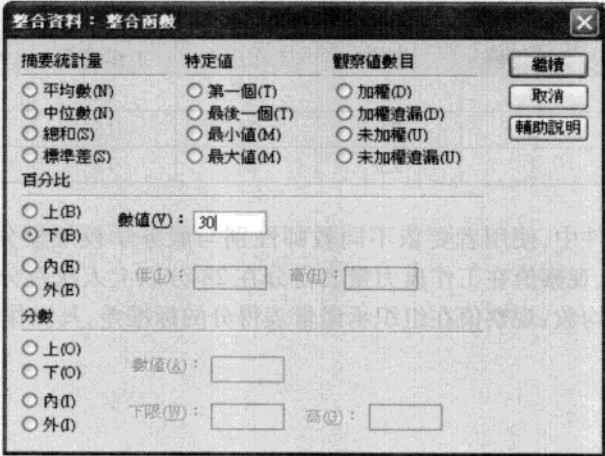 整合資料：整合函數
摘要統計量 特定值 觀察值數目
平均數(N) 第一個(T) 加權(D) 繼續
中位數(N) 最後一個(T) 加權遺漏(D) 取消
總和(S) 最小值(M) 未加權(U) 輔助說明
標準差(S) 最大值(M) 未加權遺漏(U)
百分比
上(B)
下(B) 數值(V)：30
內(E) 低(L)： 高(H)：
外(E)
分數
上(O)
下(O) 數值(A)：
內(I) 下限(W)： 高(G)：
外(I)